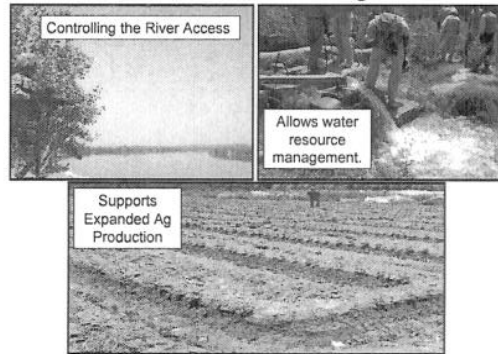 Controlling the River Access
Allows water
resource
management.
Supports
Expanded Ag
Production